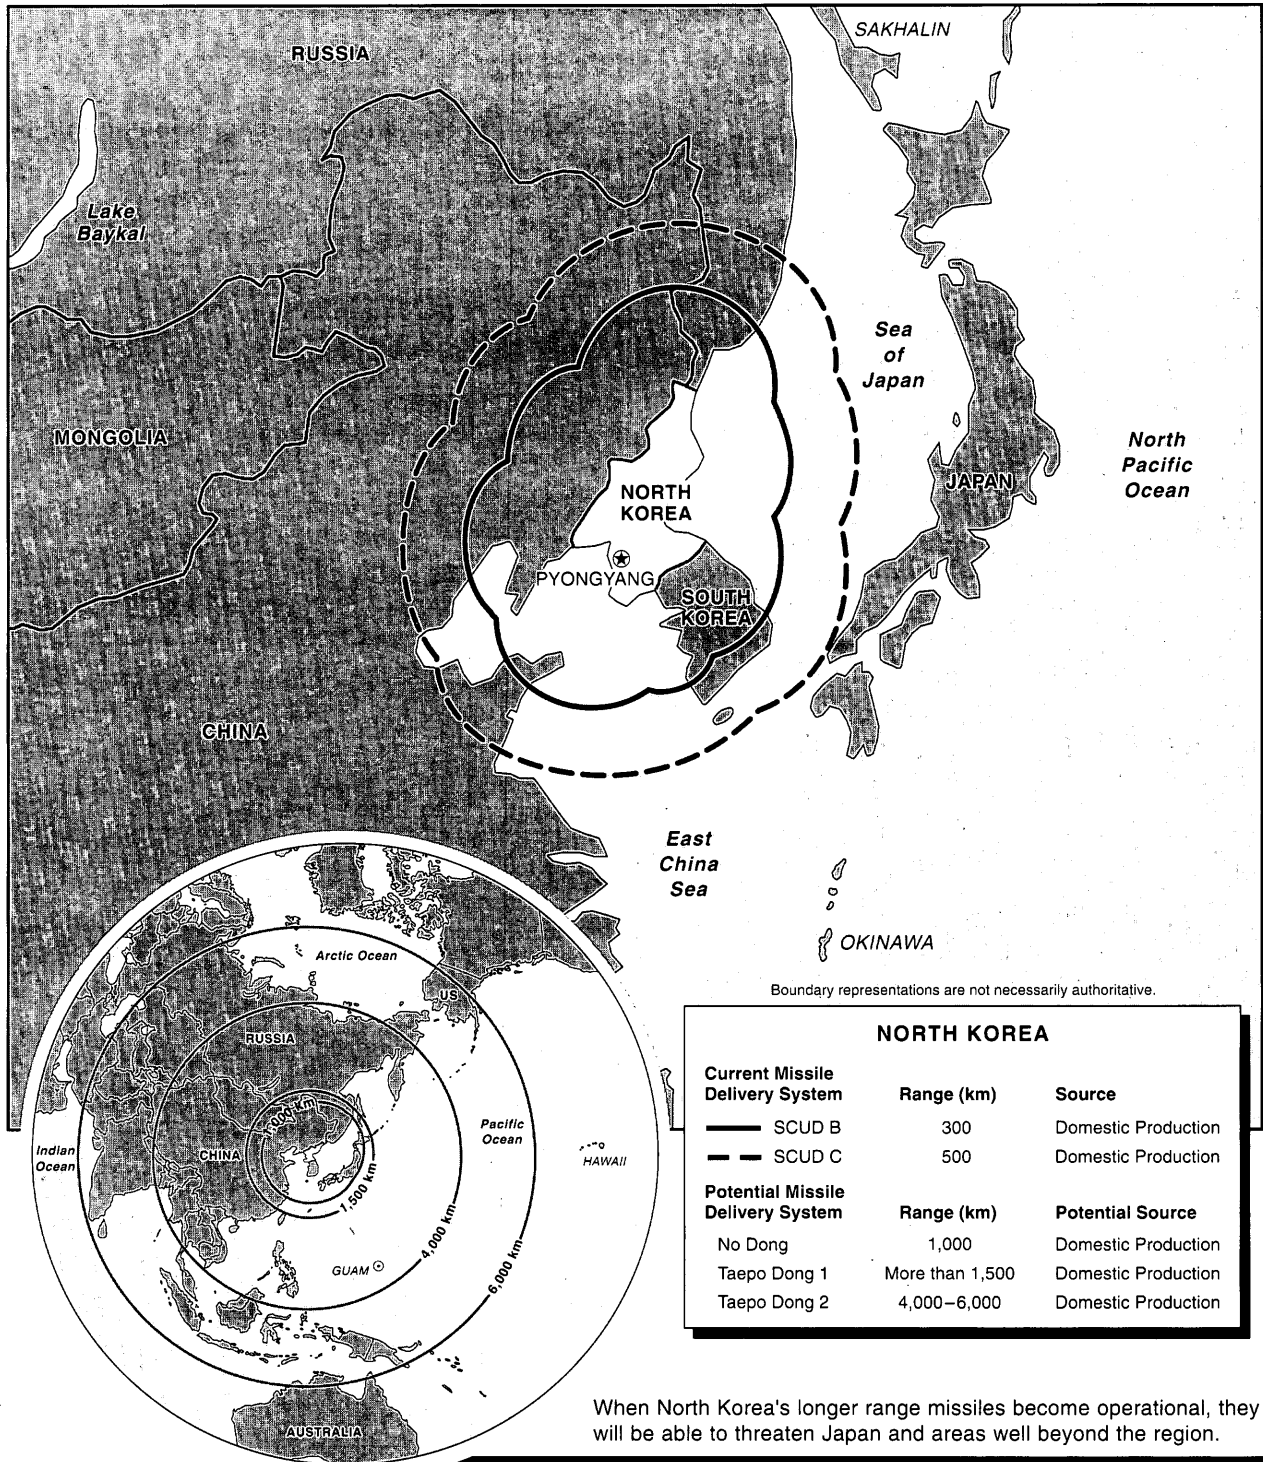 RUSSIA
SAKHALIN
Lake
Baykal
Sea
of
Japan
MONGOLIA
North
Pacific
Ocean
JAPAN
NORTH
KOREA
PYONGYANG
SOUTH
KOREA
CHINA
East
China
Sea
OKINAWA
Boundary representations are not necessarily authoritative.
Arctic Ocean
US
RUSSIA
1,000 km
Pacific
Ocean
Indian
Ocean
CHINA
HAWAII
1,500 km
4,000 km
GUAM
6,000 km
AUSTRALIA
NORTH KOREA
Current Missile
Delivery System Range (km) Source
SCUD B 300 Domestic Production
SCUD C 500 Domestic Production
Potential Missile
Delivery System Range (km) Potential Source
No Dong 1,000 Domestic Production
Taepo Dong 1 More than 1,500 Domestic Production
Taepo Dong 2 4,000–6,000 Domestic Production
When North Korea's longer range missiles become operational, they
will be able to threaten Japan and areas well beyond the region.